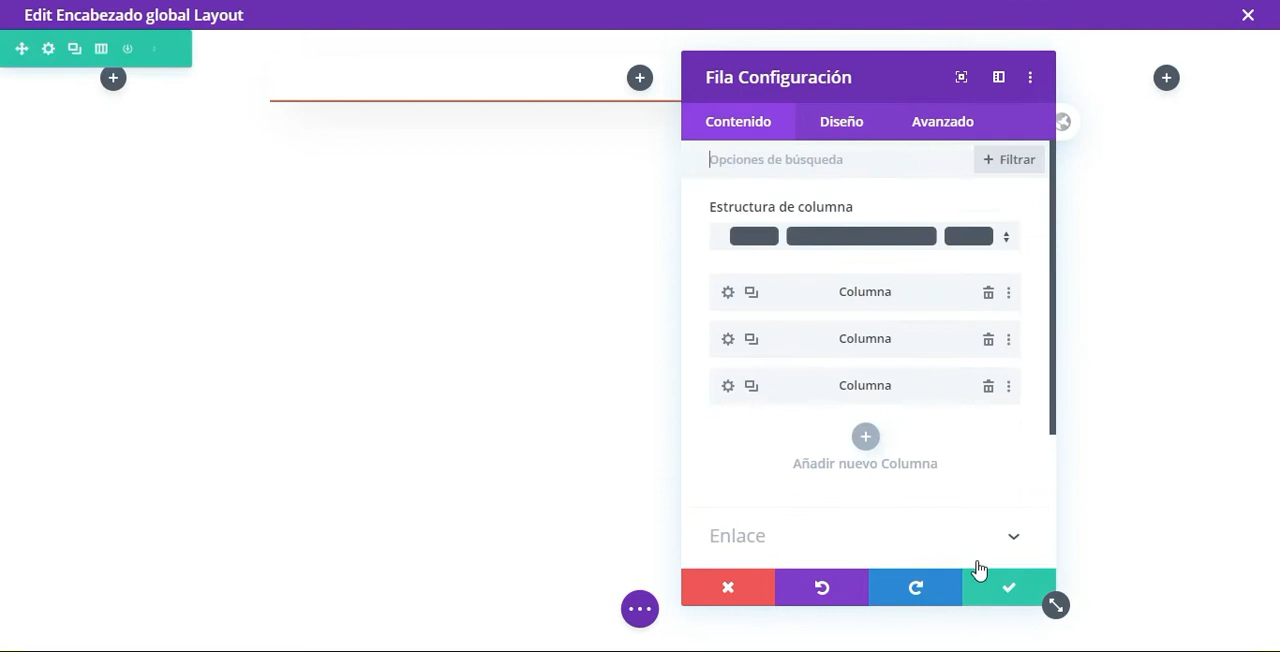 Edit Encabezado global Layout
Fila Configuración
Contenido Diseño Avanzado
Opciones de búsqueda + Filtrar
Estructura de columna
Columna
Columna
Columna
Añadir nuevo Columna
Enlace